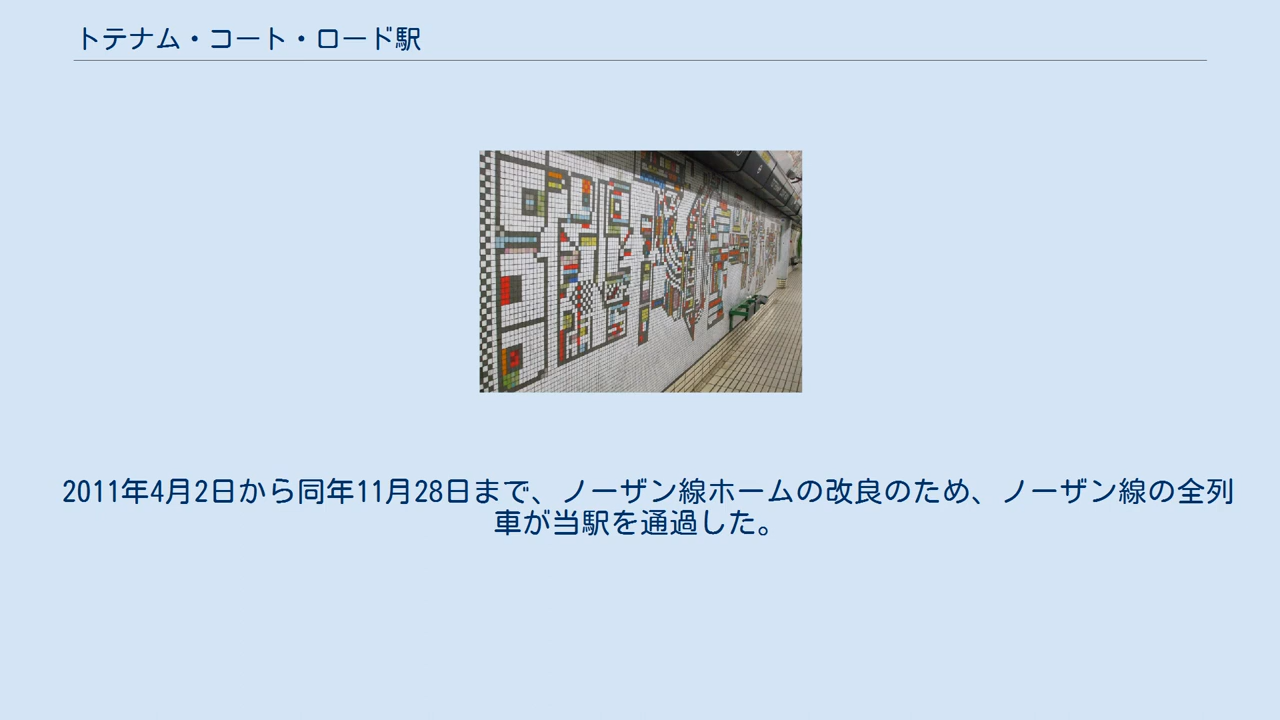 トテナム・コート・ロード駅
2011年4月2日から同年11月28日まで、ノーザン線ホームの改良のため、ノーザン線の全列
車が当駅を通過した。